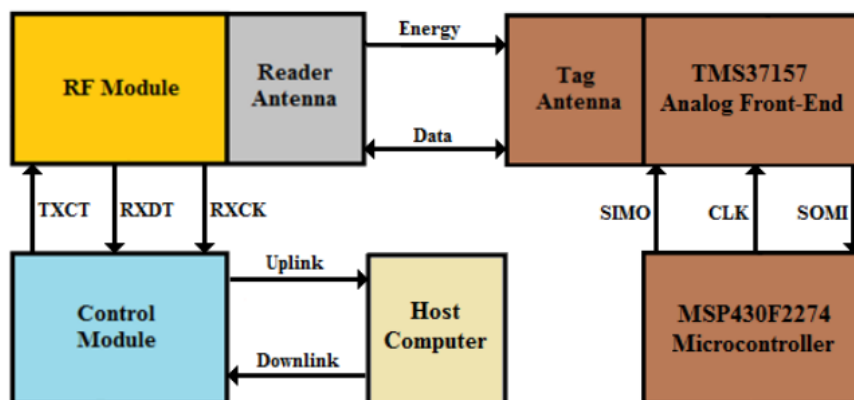 Energy
RF Module
Reader
Antenna
Tag
Antenna
TMS37157
Analog Front-End
Data
TXCT
RXDT
RXCK
SIMO
CLK
SOMI
Uplink
Control
Module
Host
Computer
MSP430F2274
Microcontroller
Downlink